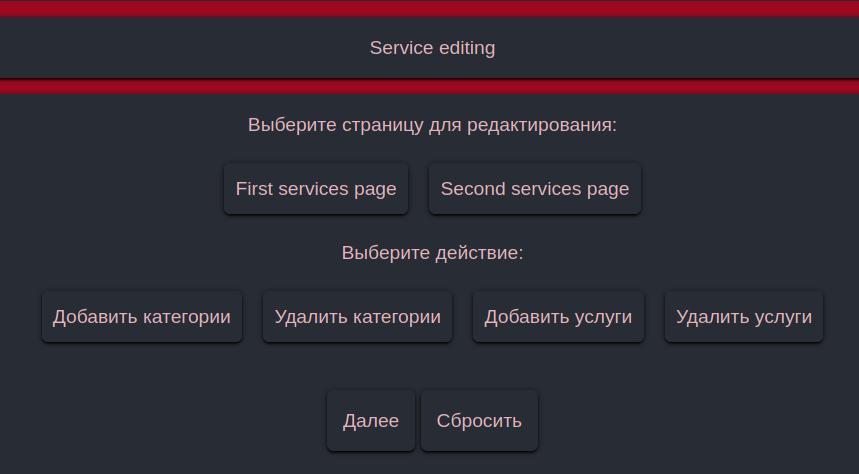 Service editing
Выберите страницу для редактирования:
First services page Second services page
Выберите действие:
Добавить категории Удалить категории Добавить услуги Удалить услуги
Далее Сбросить